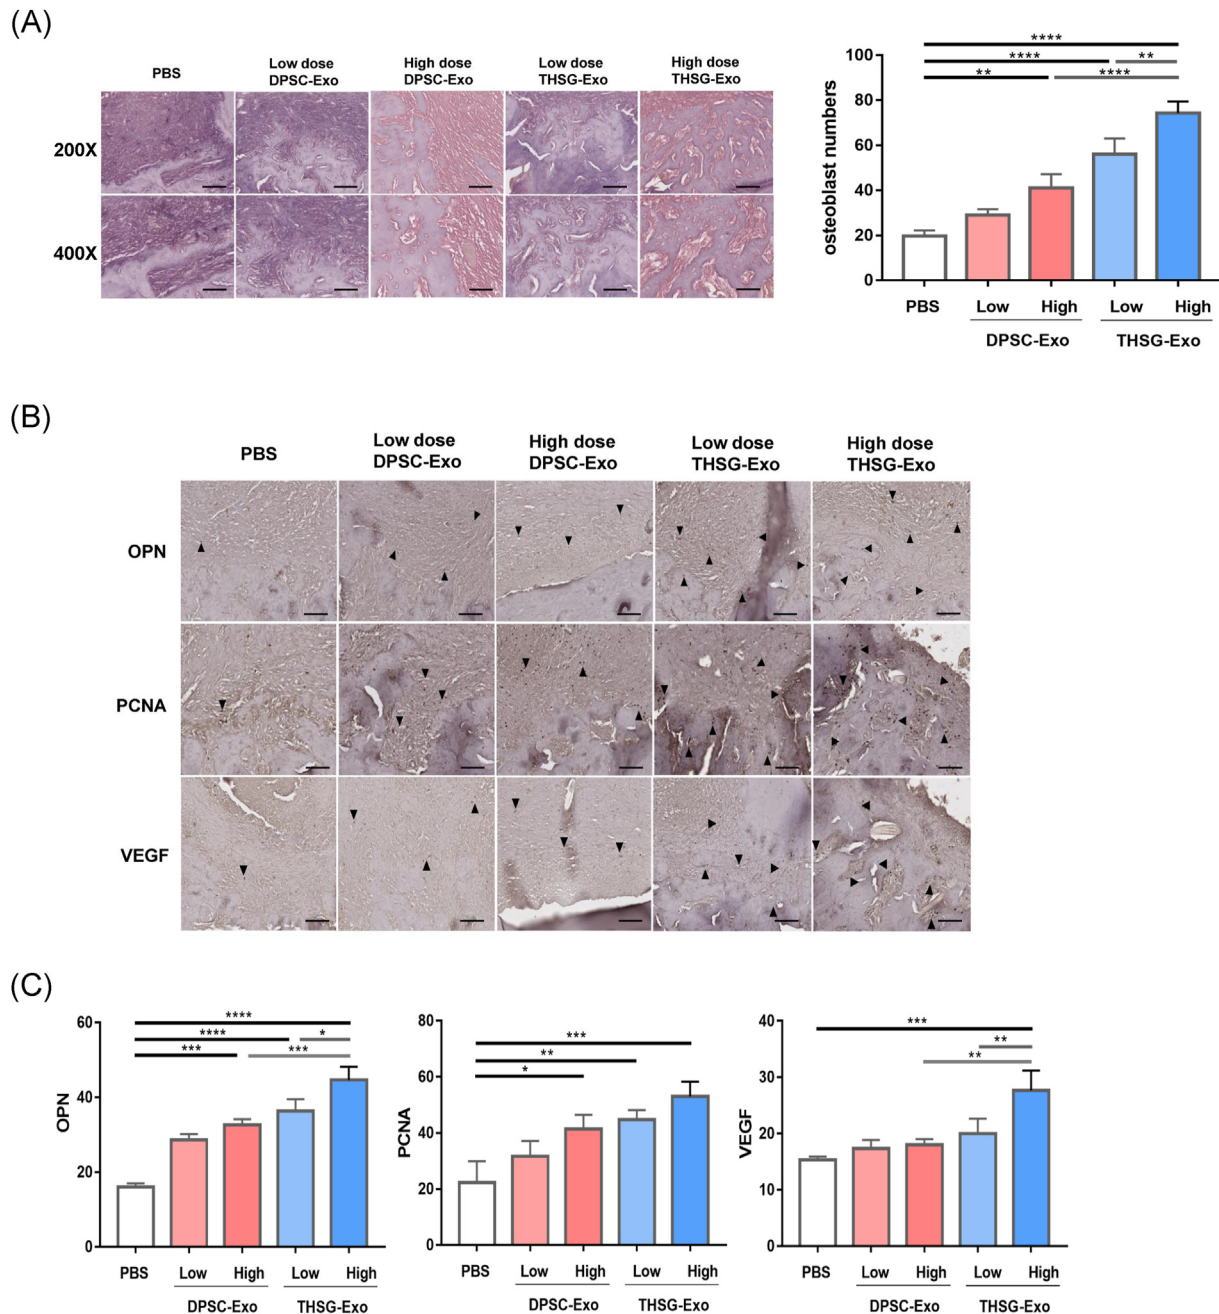 (A)
PBS
Low dose
DPSC-Exo
High dose
DPSC-Exo
Low dose
THSG-Exo
High dose
THSG-Exo
200X
400X
osteoblast numbers
100
80
60
40
20
0
****
**** **
** ****
PBS Low High Low High
DPSC-Exo THSG-Exo
(B)
PBS
Low dose
DPSC-Exo
High dose
DPSC-Exo
Low dose
THSG-Exo
High dose
THSG-Exo
OPN
PCNA
VEGF
(C)
OPN
60
40
20
0
****
**** *
*** ***
PBS Low High Low High
DPSC-Exo THSG-Exo
PCNA
80
60
40
20
0
***
**
*
PBS Low High Low High
DPSC-Exo THSG-Exo
VEGF
40
30
20
10
0
***
**
**
PBS Low High Low High
DPSC-Exo THSG-Exo